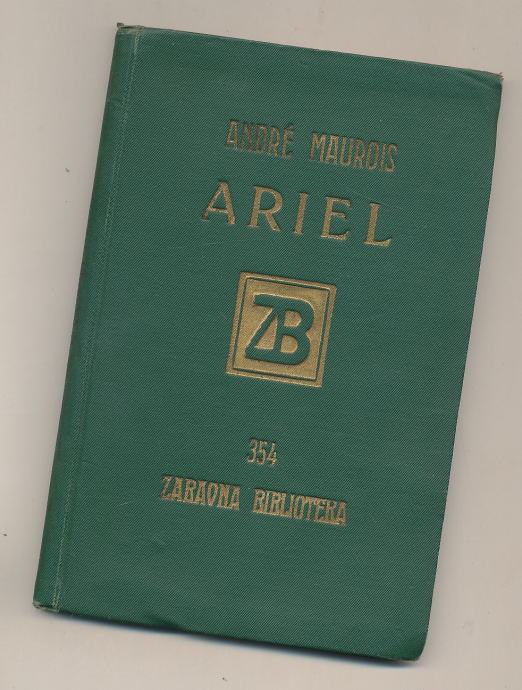 ANDRÉ MAUROIS
ARIEL
ZB
354
ZABAVNA BIBLIOTEKA